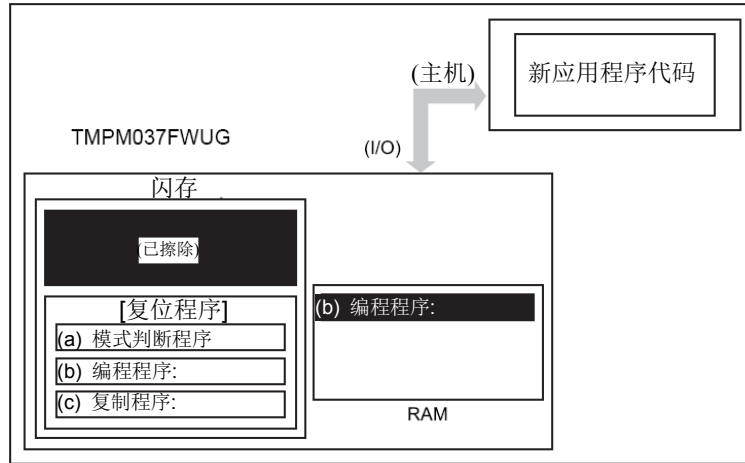 (主机)
新应用程序代码
TMPM037FWUG
(I/O)
闪存
(已擦除)
[复位程序]
(a) 模式判断程序
(b) 编程程序:
(c) 复制程序:
(b) 编程程序:
RAM